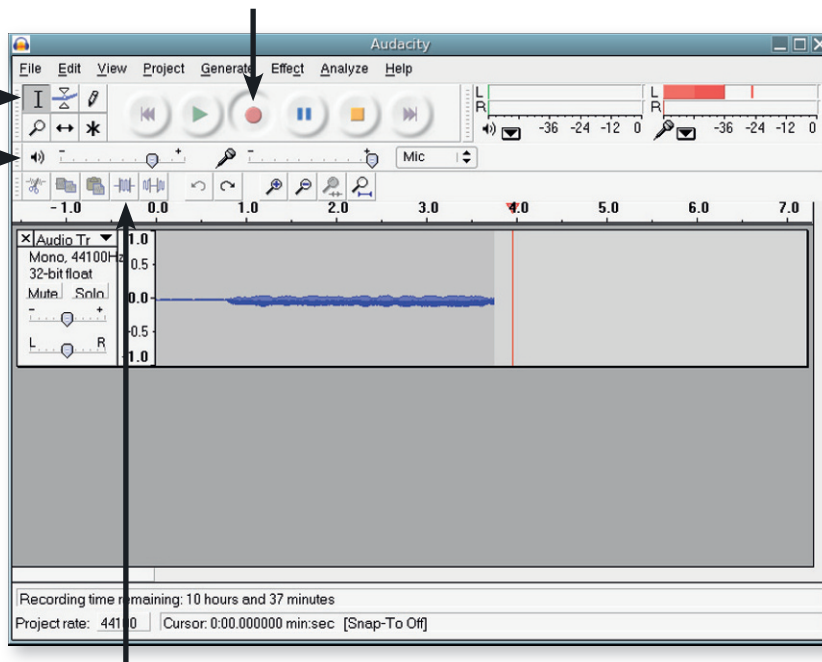 Audacity
File Edit View Project Generate Effect Analyze Help
L
R
-36 -24 -12 0
L
R
-36 -24 -12 0
- + - + Mic
-1.0 0.0 1.0 2.0 3.0 4.0 5.0 6.0 7.0
X Audio Tr
Mono, 44100Hz
32-bit float
Mute Solo
- +
L R
1.0
0.5
0.0
-0.5
-1.0
Recording time remaining: 10 hours and 37 minutes
Project rate: 44100 Cursor: 0:00.000000 min:sec [Snap-To Off]